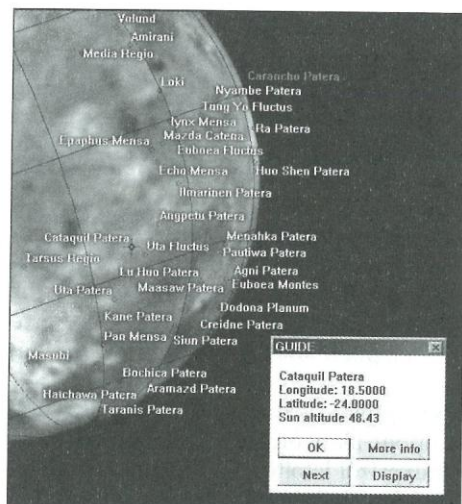 Volund
Amirani
Media Regio
Loki
Carancho Patera
Nyambe Patera
Tung Yo Fluctus
Iynx Mensa
Ra Patera
Mazda Catena
Epaphus Mensa
Euboea Fluctus
Echo Mensa
Huo Shen Patera
Ilmarinen Patera
Angpetu Patera
Cataquil Patera
Uta Fluctus
Menahka Patera
Pautiwa Patera
Tarsus Regio
Lu Huo Patera
Agni Patera
Uta Patera
Maasaw Patera
Euboea Montes
Dodona Planum
Kane Patera
Creidne Patera
Pan Mensa
Siun Patera
Masubi
Bochica Patera
Hatchawa Patera
Aramazd Patera
Taranis Patera
GUIDE
Cataquil Patera
Longitude: 18.5000
Latitude: -24.0000
Sun altitude 48.43
OK
More info
Next
Display